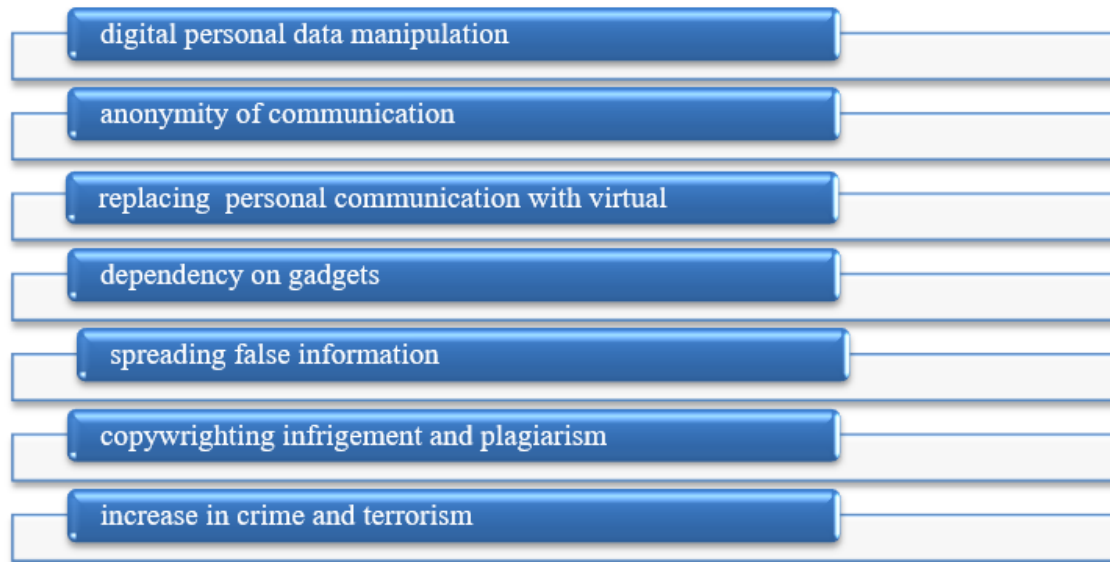 digital personal data manipulation
anonymity of communication
replacing  personal communication with virtual
dependency on gadgets
spreading false information
copywrighting infrigement and plagiarism
increase in crime and terrorism